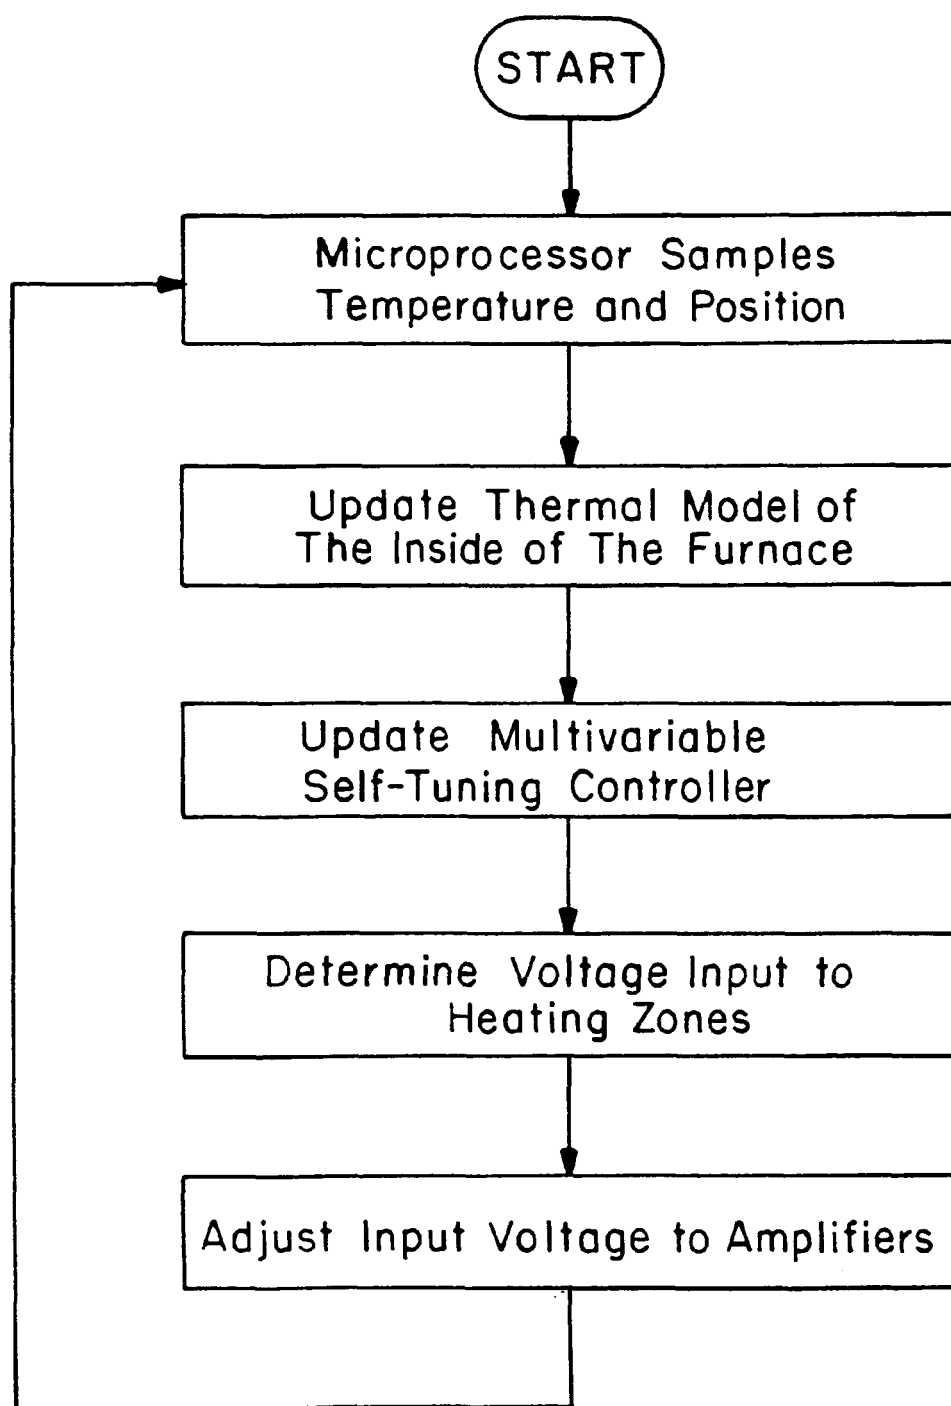 START
Microprocessor Samples
Temperature and Position
Update Thermal Model of
The Inside of The Furnace
Update Multivariable
Self-Tuning Controller
Determine Voltage Input to
Heating Zones
Adjust Input Voltage to Amplifiers